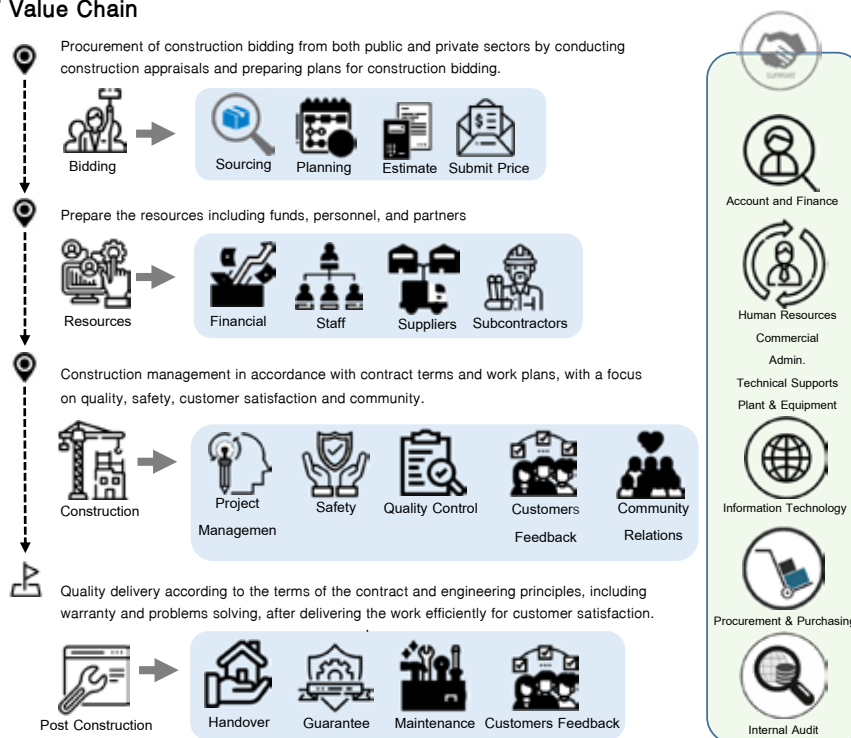 Value Chain
Procurement of construction bidding from both public and private sectors by conducting
construction appraisals and preparing plans for construction bidding.
Bidding
Sourcing
Planning
Estimate
Submit Price
Prepare the resources including funds, personnel, and partners
Resources
Financial
Staff
Suppliers
Subcontractors
Construction management in accordance with contract terms and work plans, with a focus
on quality, safety, customer satisfaction and community.
Construction
Project
Managemen
Safety
Quality Control
Customers
Feedback
Community
Relations
Quality delivery according to the terms of the contract and engineering principles, including
warranty and problems solving, after delivering the work efficiently for customer satisfaction.
Post Construction
Handover
Guarantee
Maintenance
Customers Feedback
SUPPORT
Account and Finance
Human Resources
Commercial
Admin.
Technical Supports
Plant & Equipment
Information Technology
Procurement & Purchasing
Internal Audit